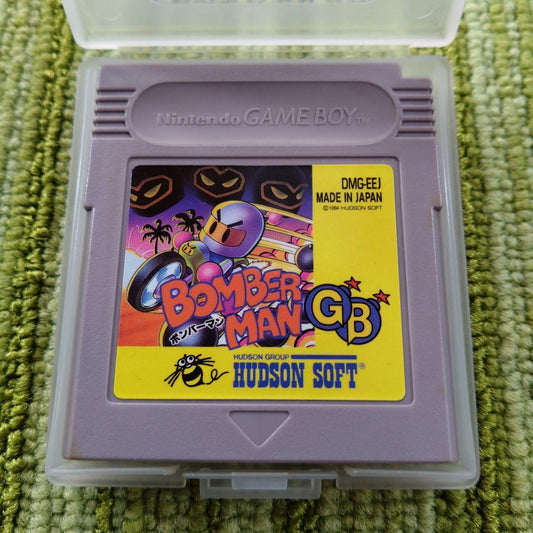 Nintendo GAME BOY TM
DMG-EEJ
MADE IN JAPAN
© 1994 HUDSON SOFT
BOMBER
ボンバーマン
MAN
GB
HUDSON GROUP
HUDSON SOFT